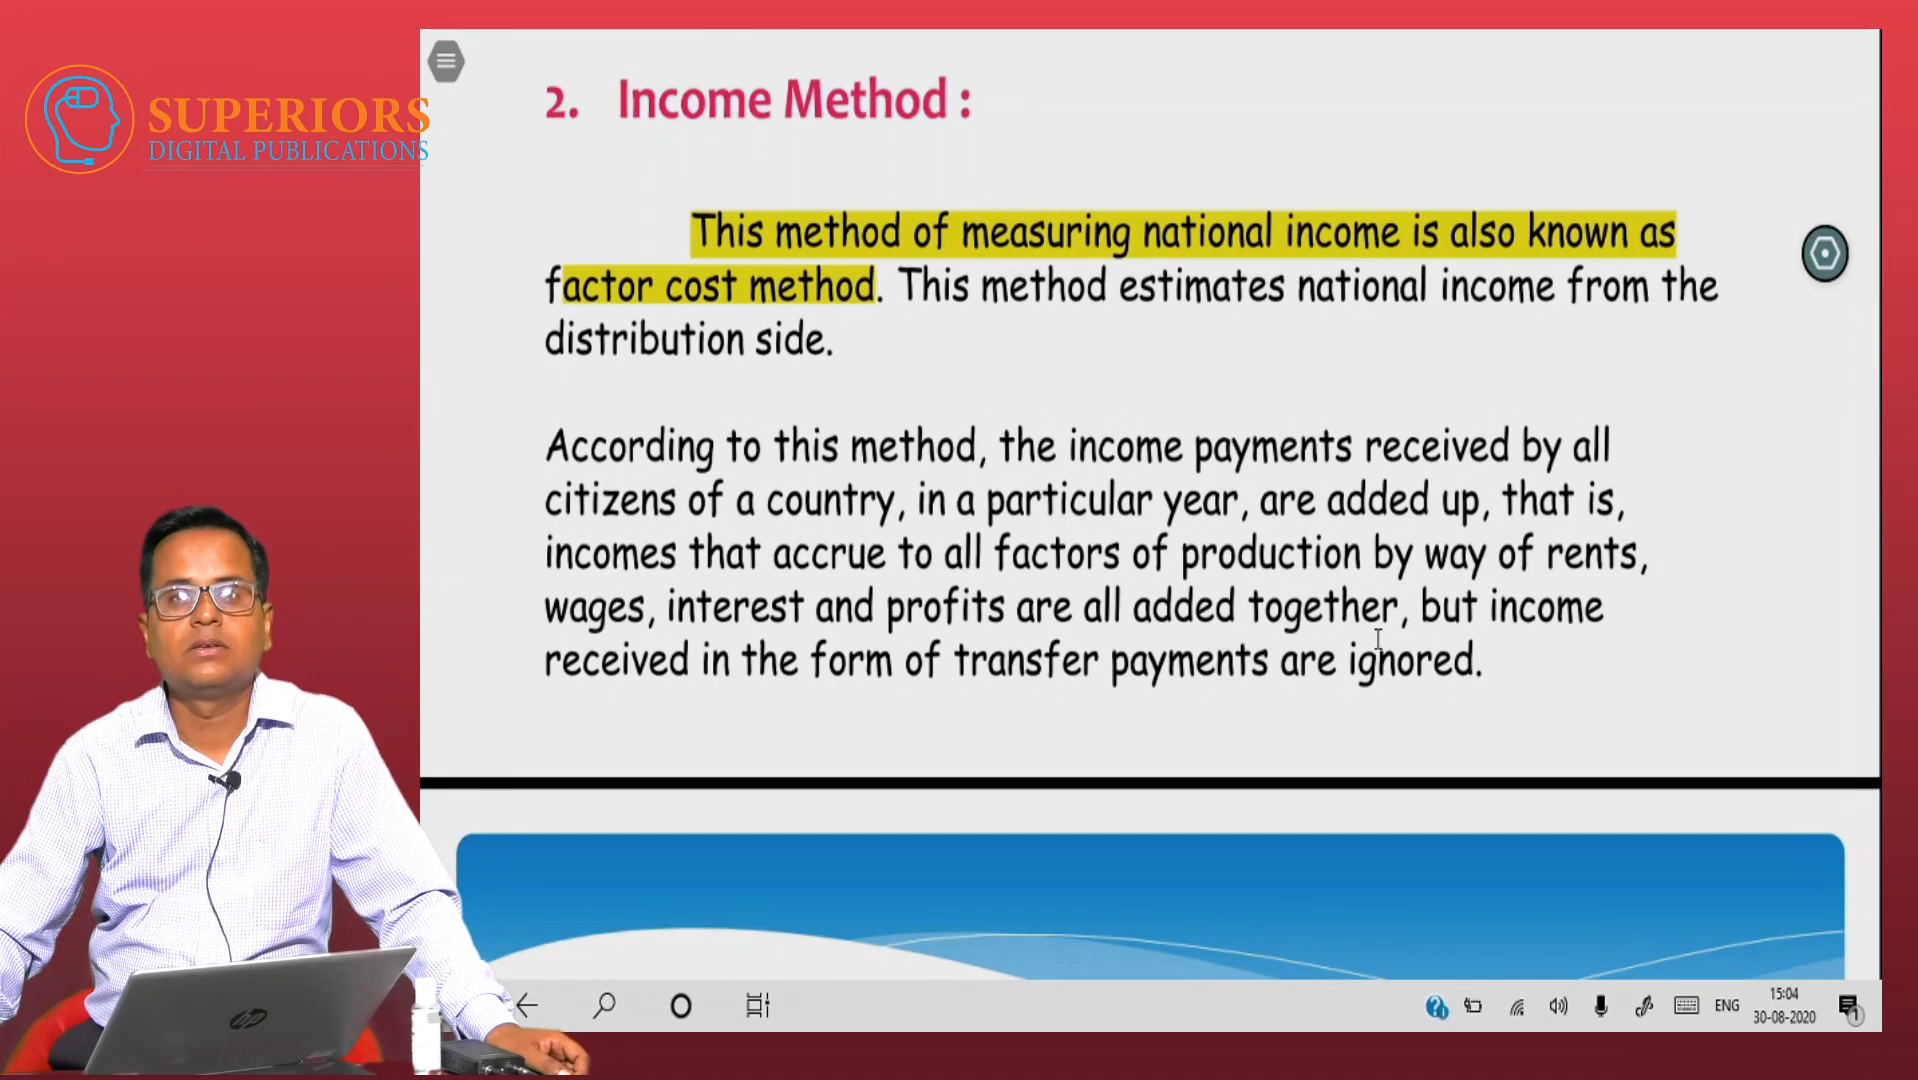 SUPERIORS
DIGITAL PUBLICATIONS
2. Income Method :
This method of measuring national income is also known as
factor cost method. This method estimates national income from the
distribution side.
According to this method, the income payments received by all
citizens of a country, in a particular year, are added up, that is,
incomes that accrue to all factors of production by way of rents,
wages, interest and profits are all added together, but income
received in the form of transfer payments are ignored.
hp
ENG
15:04
30-08-2020
1